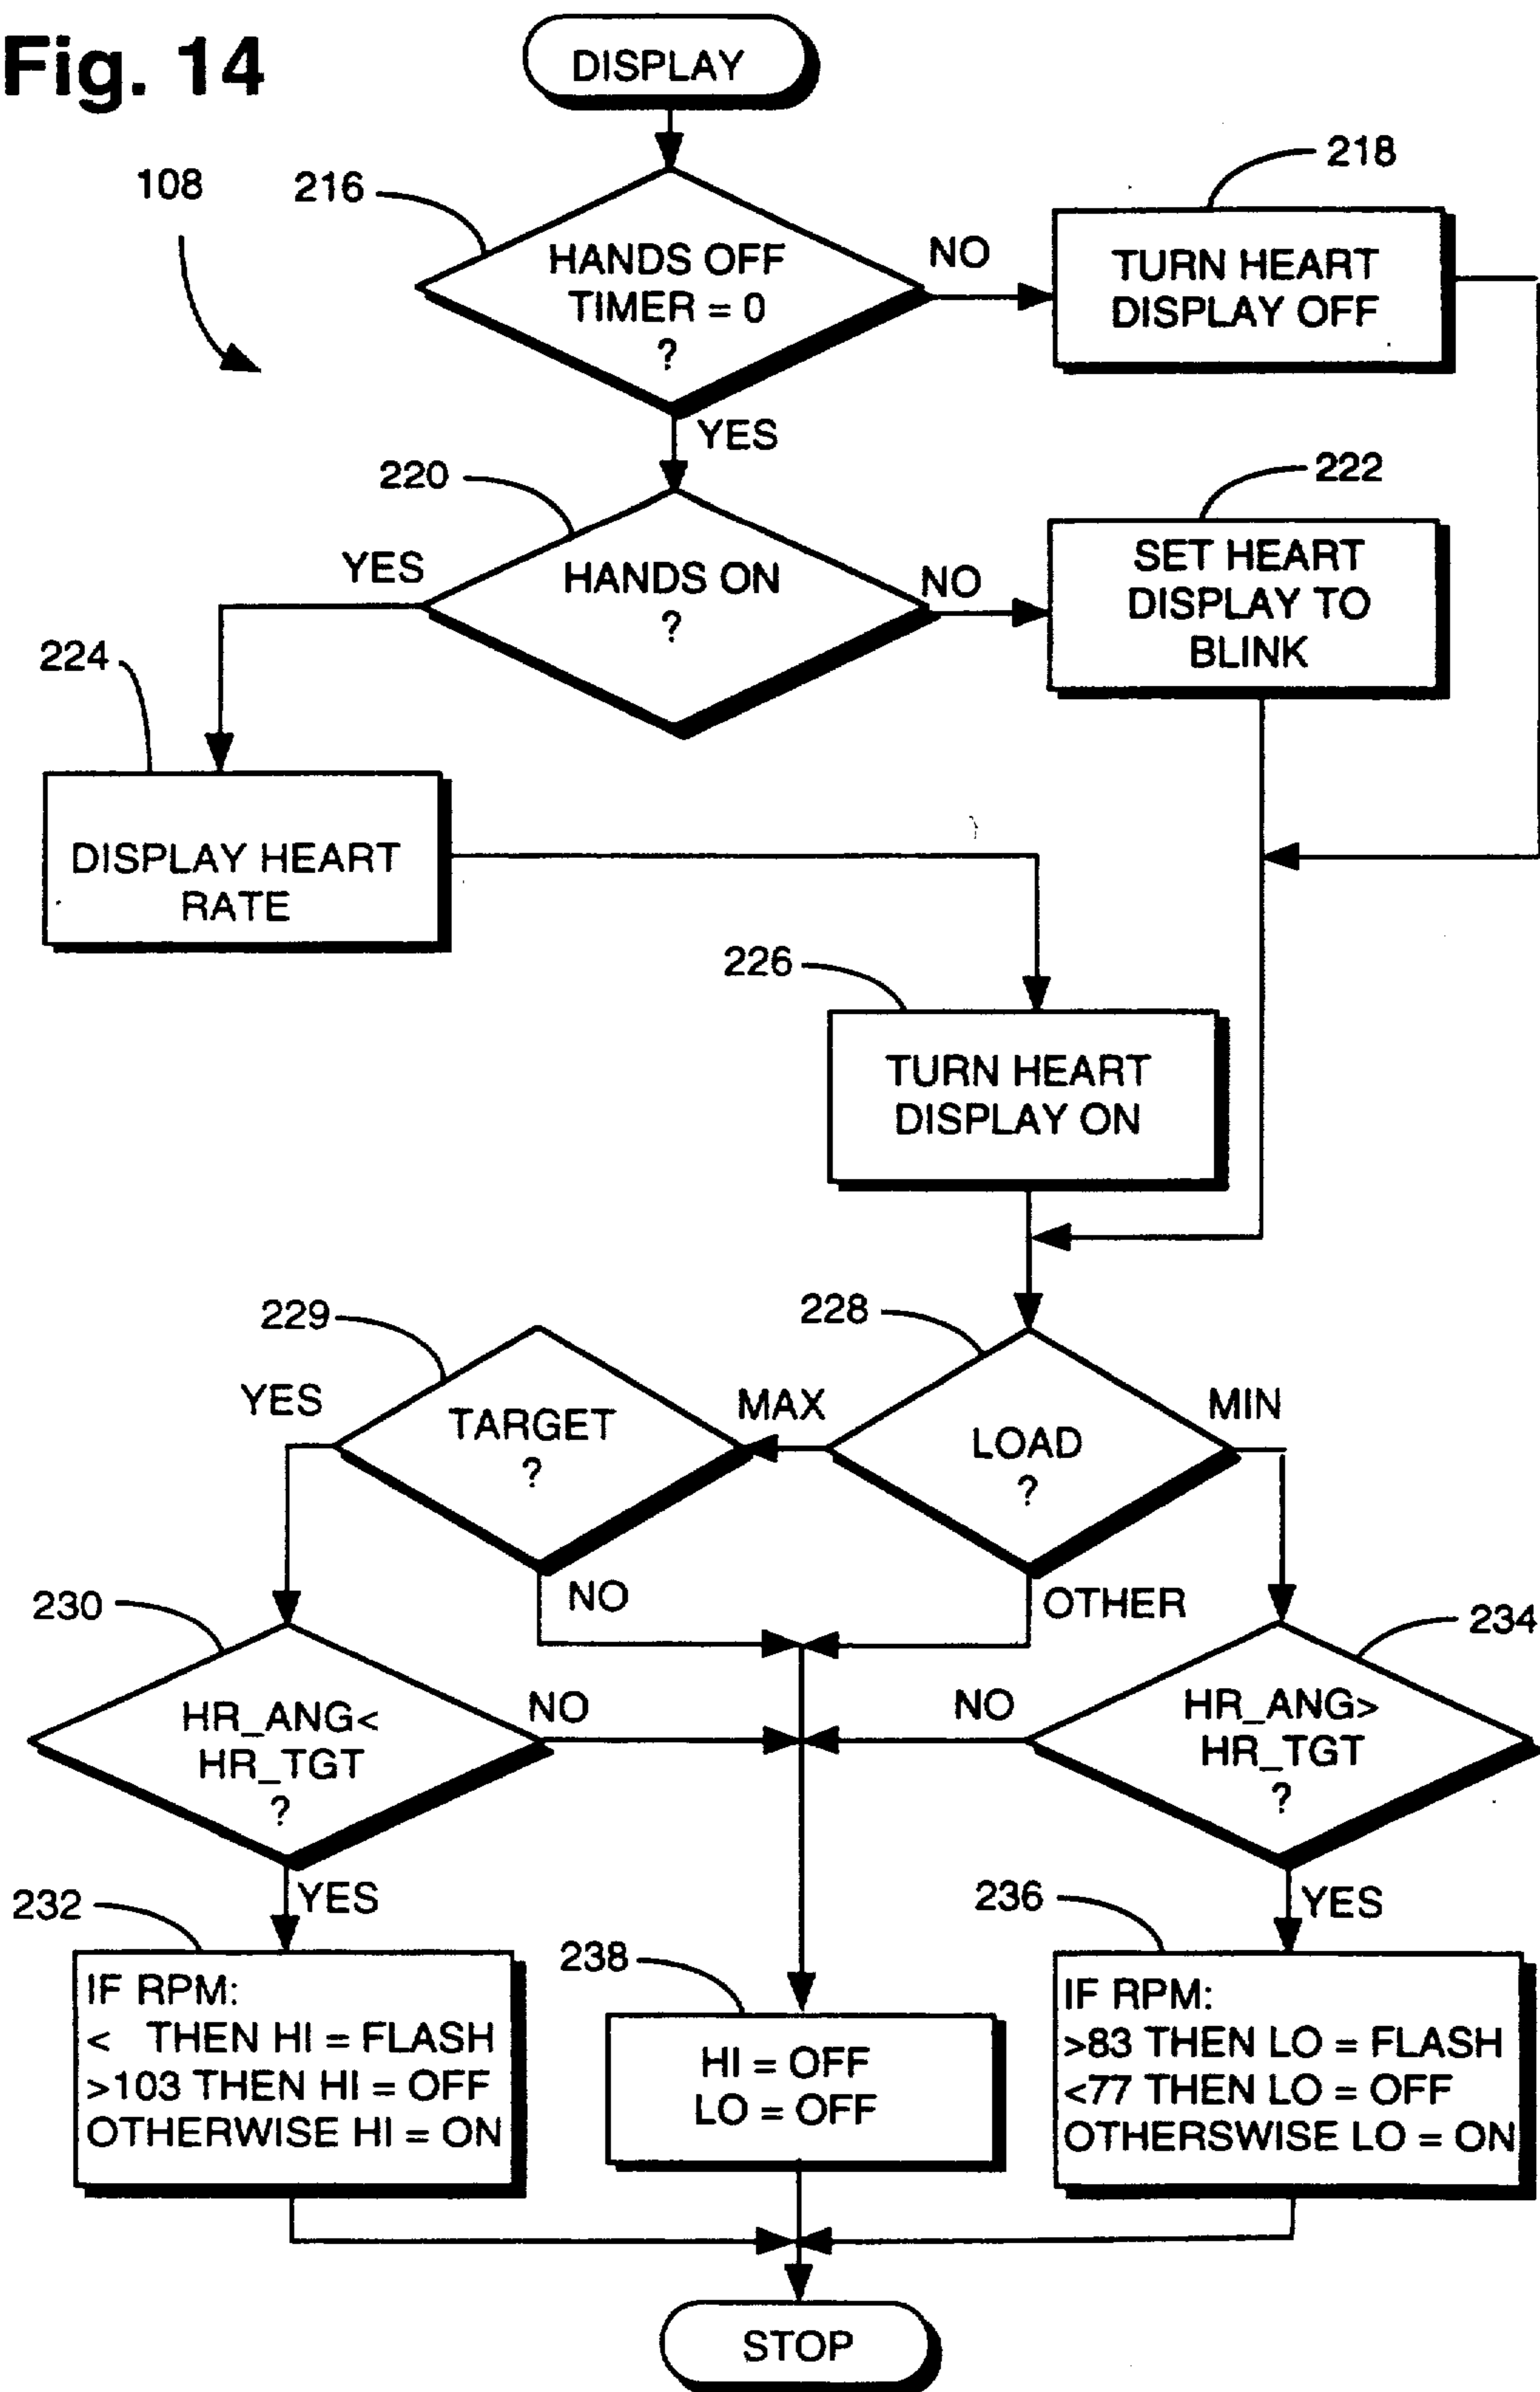 Fig. 14
DISPLAY
108
216
218
HANDS OFF
TIMER = 0
?
NO
TURN HEART
DISPLAY OFF
YES
220
222
YES
HANDS ON
?
NO
SET HEART
DISPLAY TO
BLINK
224
DISPLAY HEART
RATE
226
TURN HEART
DISPLAY ON
229
228
YES
TARGET
?
MAX
LOAD
?
MIN
NO
OTHER
230
234
HR_ANG<
HR_TGT
?
NO
NO
HR_ANG>
HR_TGT
?
YES
YES
232
238
236
IF RPM:
< THEN HI = FLASH
>103 THEN HI = OFF
OTHERWISE HI = ON
HI = OFF
LO = OFF
IF RPM:
>83 THEN LO = FLASH
<77 THEN LO = OFF
OTHERSWISE LO = ON
STOP